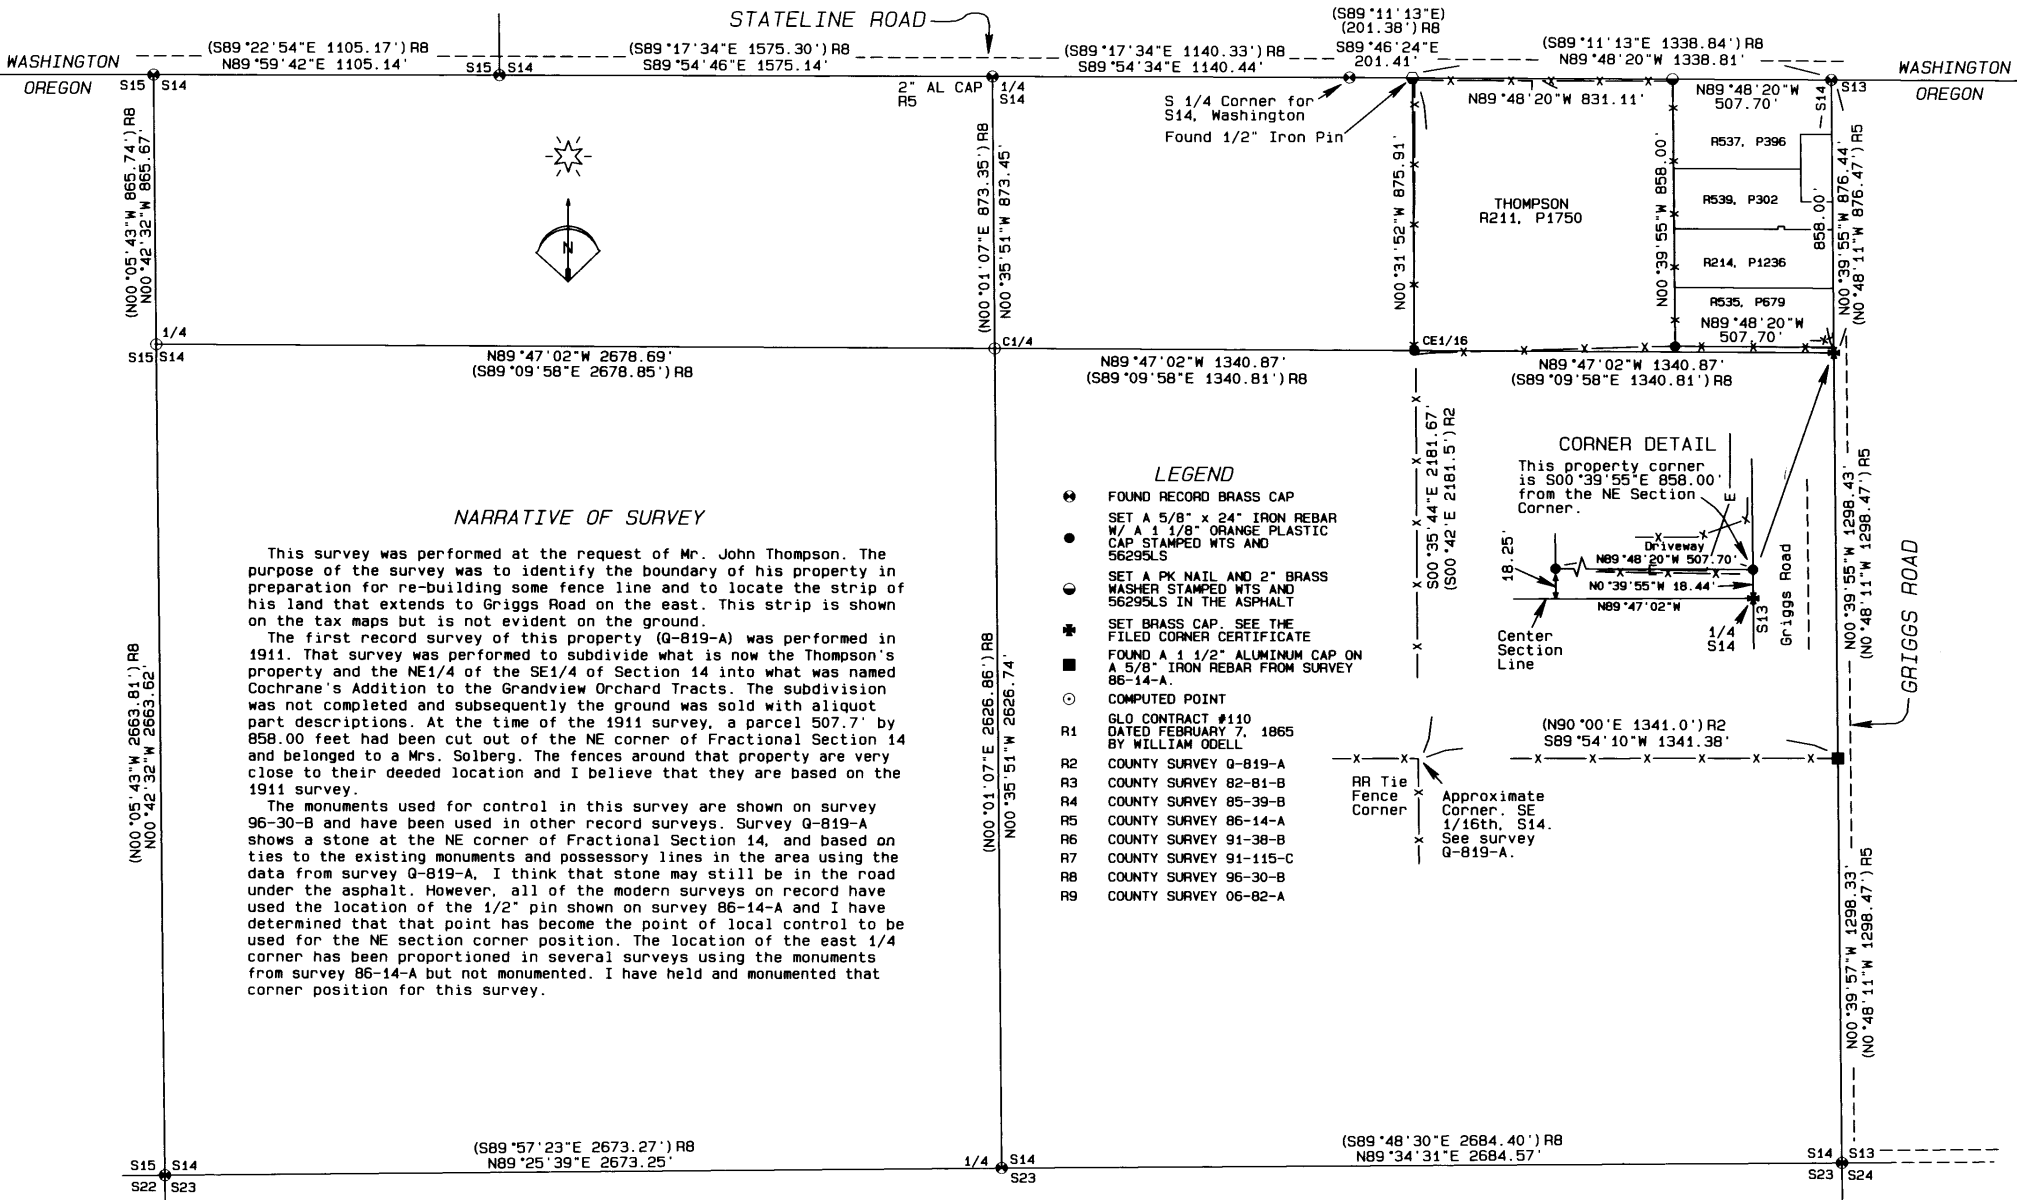 STATELINE ROAD
WASHINGTON
OREGON
(S89°22'54"E 1105.17')R8
N89°59'42"E 1105.14'
(S89°17'34"E 1575.30')R8
S89°54'46"E 1575.14'
(S89°17'34"E 1140.33')R8
S89°54'34"E 1140.44'
(S89°11'13"E)
(201.38')R8
S89°46'24"E
201.41'
(S89°11'13"E 1338.84')R8
N89°48'20"W 1338.81'
WASHINGTON
OREGON
S15 S14
S15 S14
2" AL CAP
R5
1/4
S14
S 1/4 Corner for
S14, Washington
Found 1/2" Iron Pin
N89°48'20"W 831.11'
N89°48'20"W
507.70'
S14
S13
(N00°05'43"W 865.74')R8
N00°42'32"W 865.67'
(N00°01'07"E 873.35')R8
N00°35'51"W 873.45'
N00°31'52"W 875.91'
THOMPSON
R211, P1750
N00°39'55"W 858.00'
R537, P396
R539, P302
R214, P1236
R535, P679
858.00'
N00°39'55"W 876.44'
(N0°48'11"W 876.47')R5
N
N89°48'20"W
507.70'
1/4
S15 S14
N89°47'02"W 2678.69'
(S89°09'58"E 2678.85')R8
C1/4
N89°47'02"W 1340.87'
(S89°09'58"E 1340.81')R8
CE1/16
N89°47'02"W 1340.87'
(S89°09'58"E 1340.81')R8
S00°35'44"E 2181.67'
(S00°42'E 2181.5')R2
CORNER DETAIL
This property corner
is S00°39'55"E 858.00'
from the NE Section
Corner.
E
Driveway
N89°48'20"W 507.70'
E
N0°39'55"W 18.44'
N89°47'02"W
18.25'
Center
Section
Line
1/4
S14
S13
Griggs Road
N00°39'55"W 1298.43'
(N0°48'11"W 1298.47')R5
GRIGGS ROAD
NARRATIVE OF SURVEY
This survey was performed at the request of Mr. John Thompson. The
purpose of the survey was to identify the boundary of his property in
preparation for re-building some fence line and to locate the strip of
his land that extends to Griggs Road on the east. This strip is shown
on the tax maps but is not evident on the ground.
The first record survey of this property (Q-819-A) was performed in
1911. That survey was performed to subdivide what is now the Thompson's
property and the NE1/4 of the SE1/4 of Section 14 into what was named
Cochrane's Addition to the Grandview Orchard Tracts. The subdivision
was not completed and subsequently the ground was sold with aliquot
part descriptions. At the time of the 1911 survey, a parcel 507.7' by
858.00 feet had been cut out of the NE corner of Fractional Section 14
and belonged to a Mrs. Solberg. The fences around that property are very
close to their deeded location and I believe that they are based on the
1911 survey.
The monuments used for control in this survey are shown on survey
96-30-B and have been used in other record surveys. Survey Q-819-A
shows a stone at the NE corner of Fractional Section 14, and based on
ties to the existing monuments and possessory lines in the area using the
data from survey Q-819-A, I think that stone may still be in the road
under the asphalt. However, all of the modern surveys on record have
used the location of the 1/2" pin shown on survey 86-14-A and I have
determined that that point has become the point of local control to be
used for the NE section corner position. The location of the east 1/4
corner has been proportioned in several surveys using the monuments
from survey 86-14-A but not monumented. I have held and monumented that
corner position for this survey.
LEGEND
FOUND RECORD BRASS CAP
SET A 5/8" x 24" IRON REBAR
W/ A 1 1/8" ORANGE PLASTIC
CAP STAMPED WTS AND
56295LS
SET A PK NAIL AND 2" BRASS
WASHER STAMPED WTS AND
56295LS IN THE ASPHALT
SET BRASS CAP. SEE THE
FILED CORNER CERTIFICATE
FOUND A 1 1/2" ALUMINUM CAP ON
A 5/8" IRON REBAR FROM SURVEY
86-14-A.
COMPUTED POINT
R1 GLO CONTRACT #110
DATED FEBRUARY 7, 1865
BY WILLIAM ODELL
R2 COUNTY SURVEY Q-819-A
R3 COUNTY SURVEY 82-81-B
R4 COUNTY SURVEY 85-39-B
R5 COUNTY SURVEY 86-14-A
R6 COUNTY SURVEY 91-38-B
R7 COUNTY SURVEY 91-115-C
R8 COUNTY SURVEY 96-30-B
R9 COUNTY SURVEY 06-82-A
(N90°00'E 1341.0')R2
S89°54'10"W 1341.38'
RR Tie
Fence
Corner
Approximate
Corner. SE
1/16th, S14.
See survey
Q-819-A.
(N00°05'43"W 2663.81')R8
N00°42'32"W 2663.62'
(N00°01'07"E 2626.86')R8
N00°35'51"W 2626.74'
N00°39'57"W 1298.33'
(N0°48'11"W 1298.47')R5
S15 S14
S22 S23
(S89°57'23"E 2673.27')R8
N89°25'39"E 2673.25'
1/4 S14
S23
(S89°48'30"E 2684.40')R8
N89°34'31"E 2684.57'
S14 S13
S23 S24